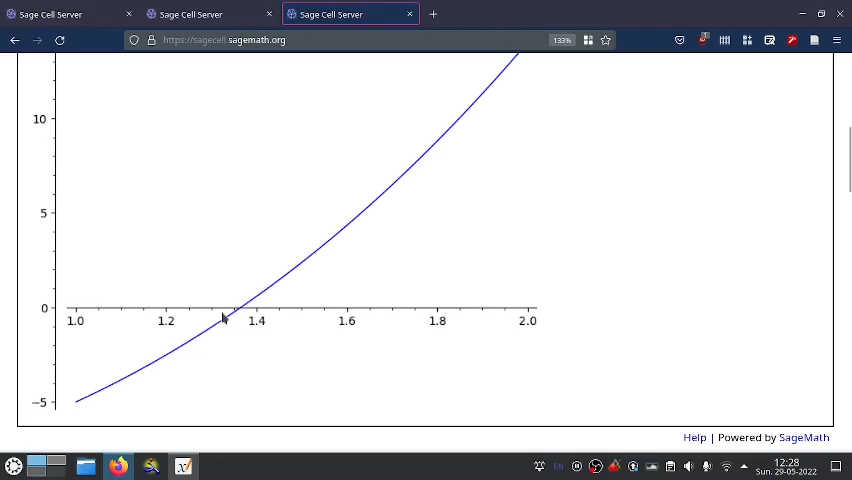 Sage Cell Server
Sage Cell Server
Sage Cell Server
https://sagecell.sagemath.org
133%
10
5
0
1.0 1.2 1.4 1.6 1.8 2.0
−5
Help | Powered by SageMath
EN
12:28
Sun. 29-05-2022